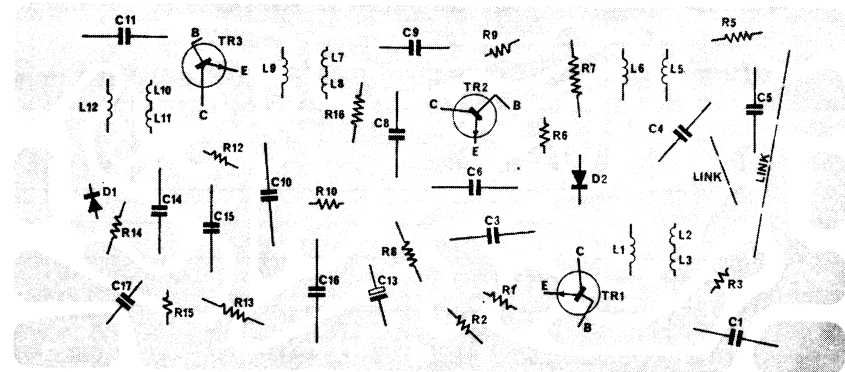 C11
B
TR3
E
C
L9
L7
L8
C9
R9
R5
L12
L10
L11
R16
C8
TR2
C
B
E
R7
L6
L5
C5
C4
R6
R12
LINK
LINK
D1
C14
C15
C10
R10
C6
D2
R14
C3
R8
L1
L2
L3
C
E
TR1
B
C17
R15
R13
C16
C13
R2
R1
R3
C1